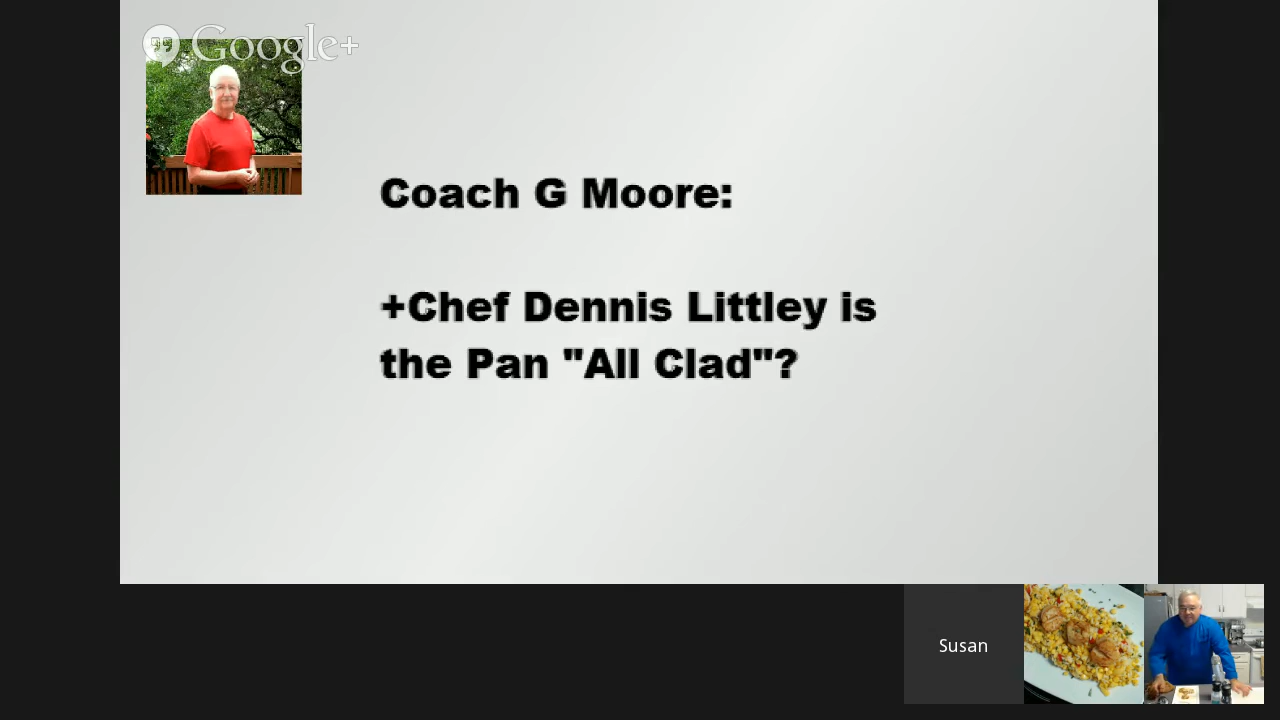 Google+
Coach G Moore:
+Chef Dennis Littley is
the Pan "All Clad"?
Susan